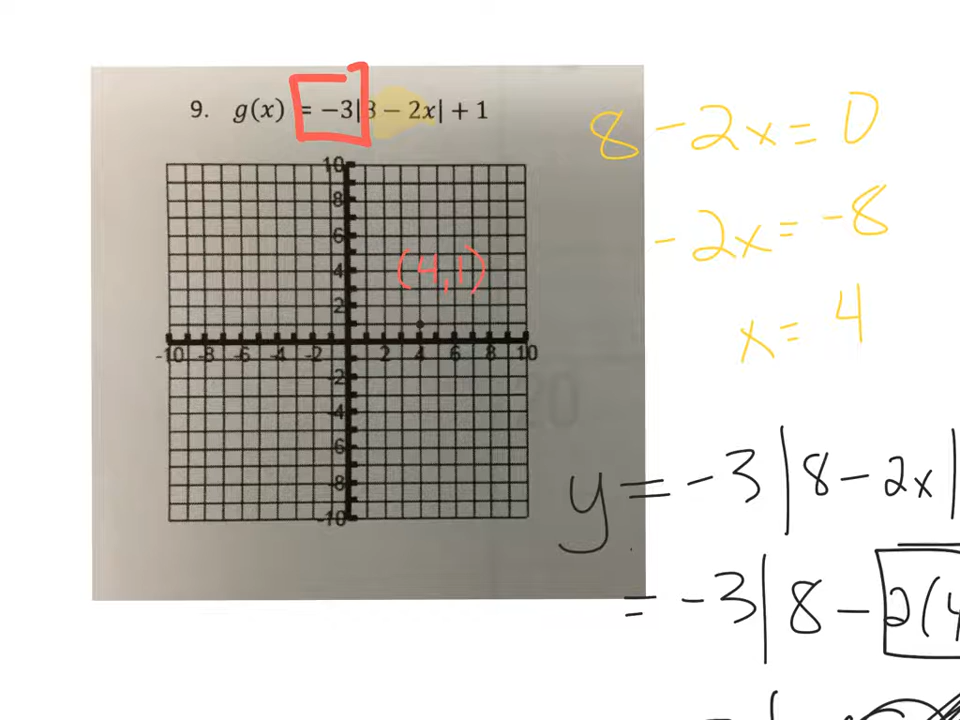 9. g(x) = −3|8 − 2x| + 1
8 - 2x = 0
-2x = -8
x = 4
(4,1)
10
8
6
4
2
-10 -8 -6 -4 -2 2 4 6 8 10
-2
-4
-6
-8
-10
20
y = -3|8-2x|
= -3|8-2(4